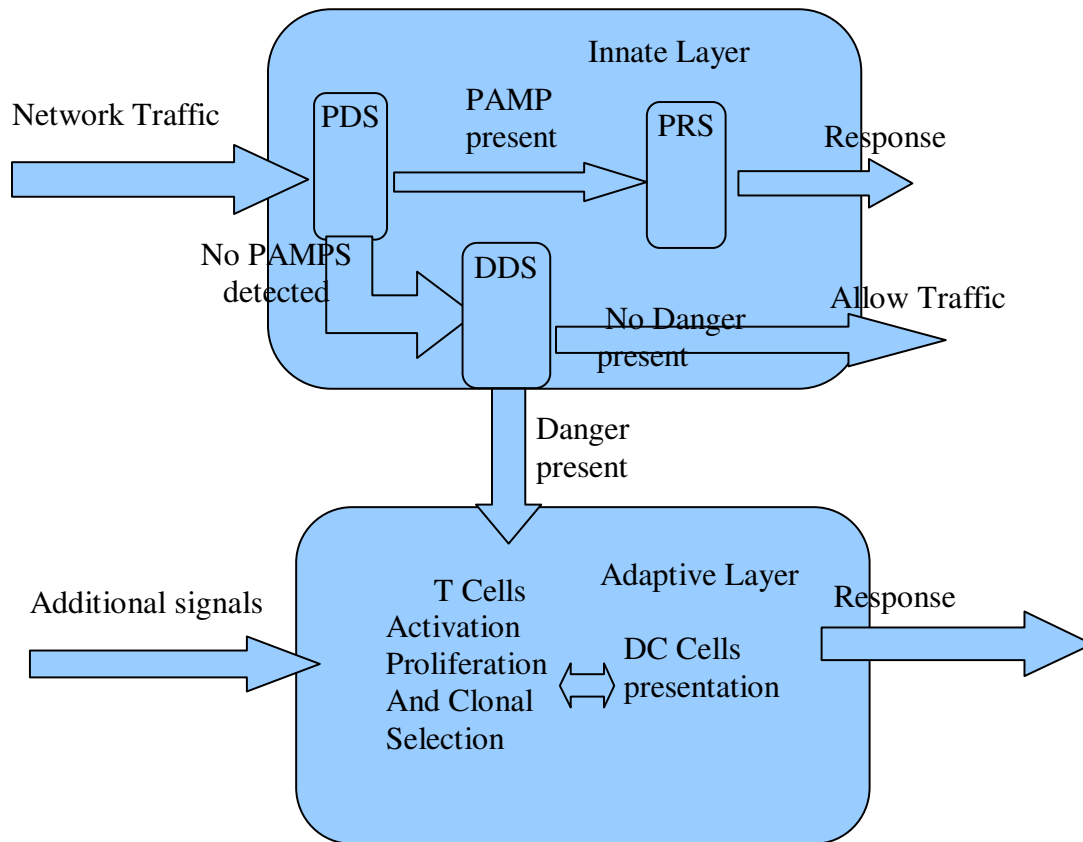 Innate Layer
Network Traffic
PDS
PAMP
present
PRS
Response
No PAMPS
detected
DDS
Allow Traffic
No Danger
present
Danger
present
Adaptive Layer
Additional signals
T Cells
Activation
Proliferation
And Clonal
Selection
DC Cells
presentation
Response